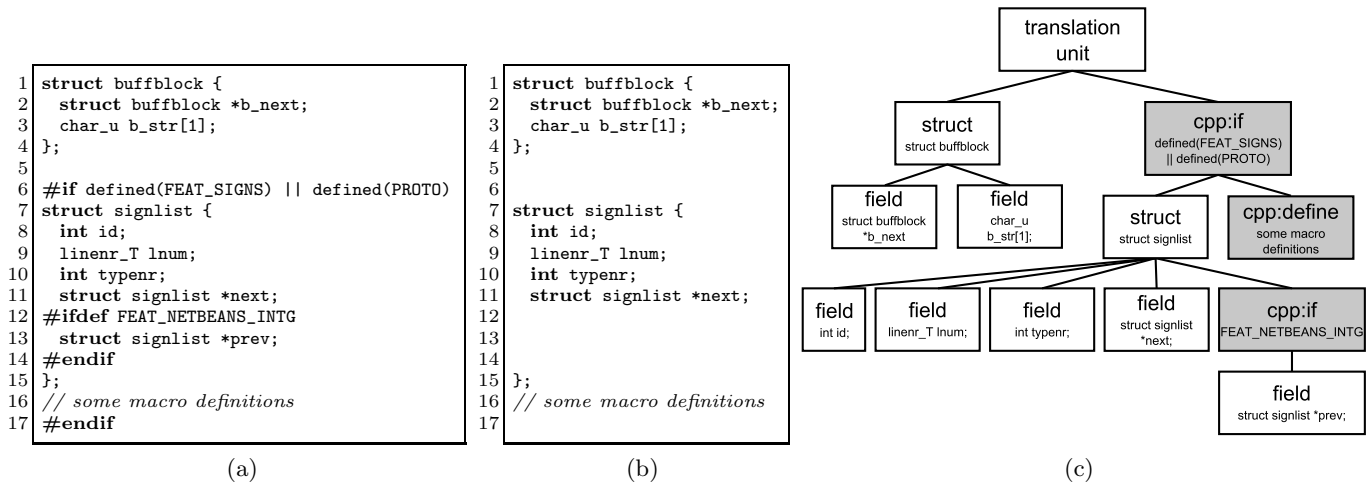 1 struct buffblock {
2 struct buffblock *b_next;
3 char_u b_str[1];
4 };
5
6 #if defined(FEAT_SIGNS) || defined(PROTO)
7 struct signlist {
8 int id;
9 linenr_T lnum;
10 int typenr;
11 struct signlist *next;
12 #ifdef FEAT_NETBEANS_INTG
13 struct signlist *prev;
14 #endif
15 };
16 // some macro definitions
17 #endif
(a)
1 struct buffblock {
2 struct buffblock *b_next;
3 char_u b_str[1];
4 };
5
6
7 struct signlist {
8 int id;
9 linenr_T lnum;
10 int typenr;
11 struct signlist *next;
12
13
14
15 };
16 // some macro definitions
17
(b)
translation
unit
struct
struct buffblock
cpp:if
defined(FEAT_SIGNS)
|| defined(PROTO)
field
struct buffblock
*b_next
field
char_u
b_str[1];
struct
struct signlist
cpp:define
some macro
definitions
field
int id;
field
linenr_T lnum;
field
int typenr;
field
struct signlist
*next;
cpp:if
FEAT_NETBEANS_INTG
field
struct signlist *prev;
(c)